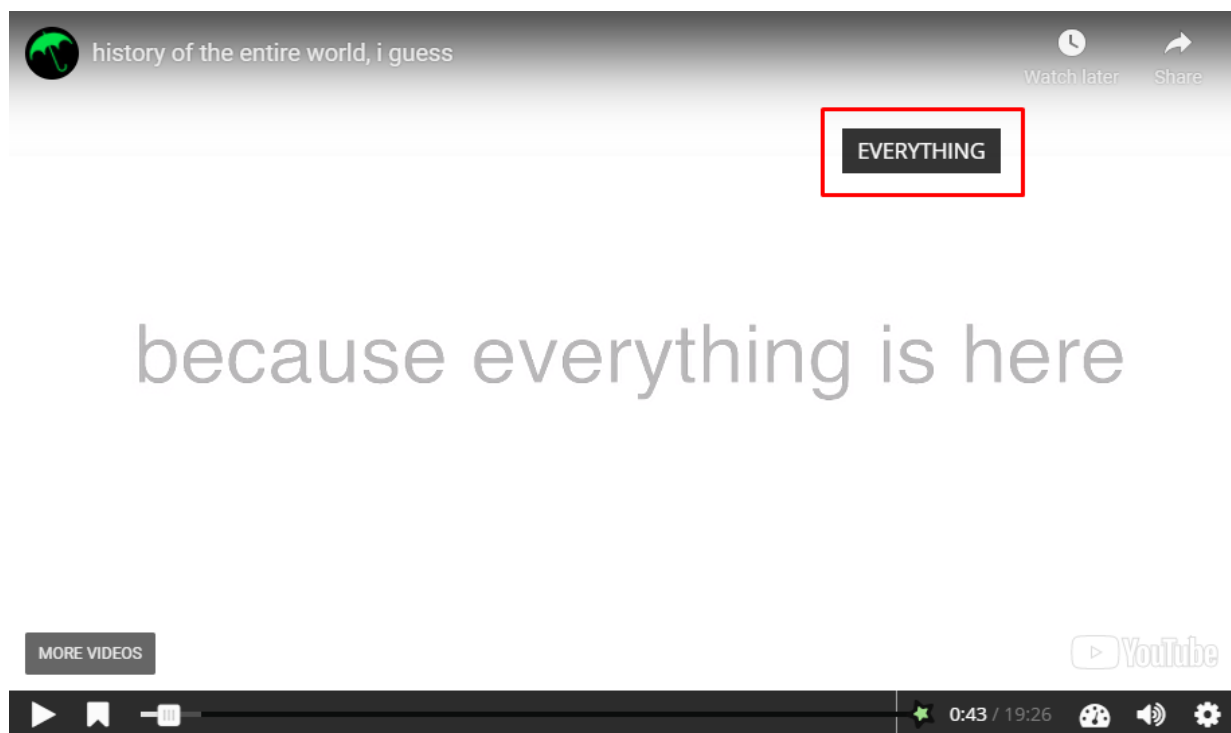 history of the entire world, i guess
Watch later
Share
EVERYTHING
because everything is here
MORE VIDEOS
YouTube
0:43 / 19:26